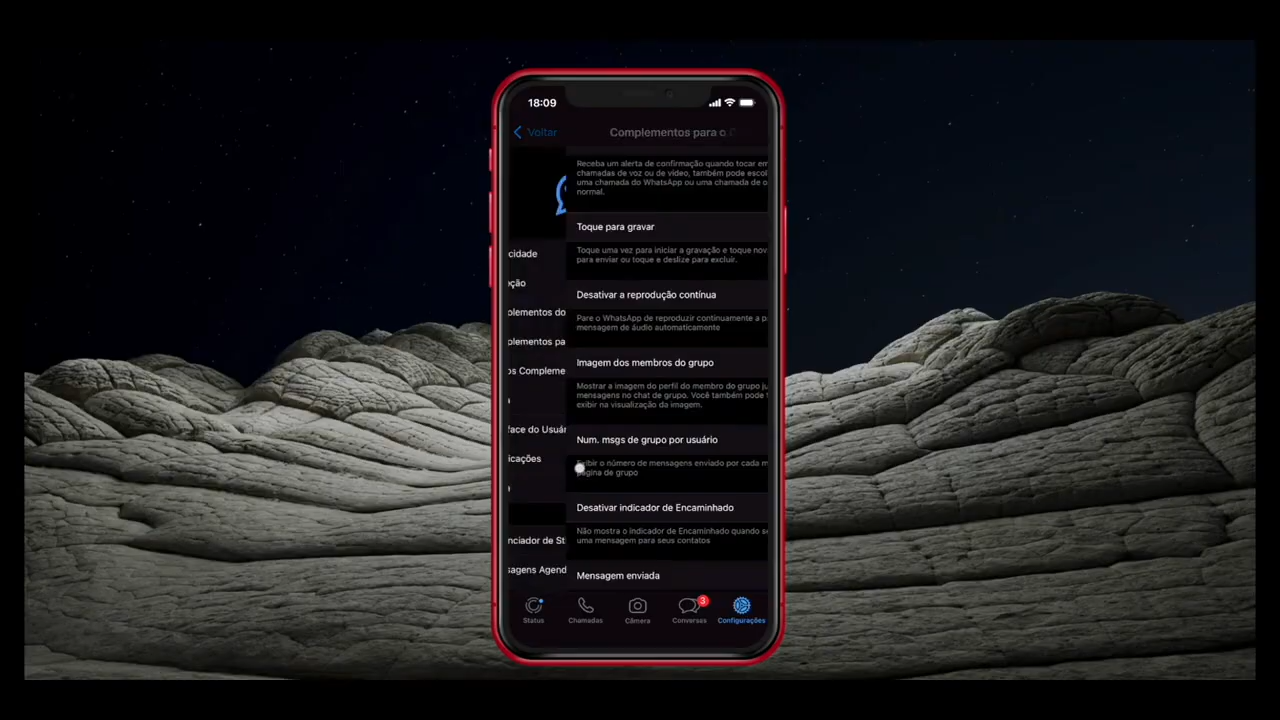 18:09
Voltar
Complementos para o
Receba um alerta de confirmação quando tocar em
chamadas de voz ou de vídeo, também pode escol
uma chamada do WhatsApp ou uma chamada de o
normal.
Toque para gravar
Toque uma vez para iniciar a gravação e toque nov
para enviar ou toque e deslize para excluir.
Desativar a reprodução contínua
Pare o WhatsApp de reproduzir continuamente a p
mensagem de áudio automaticamente
Imagem dos membros do grupo
Mostrar a imagem do perfil do membro do grupo ju
mensagens no chat de grupo. Você também pode
exibir na visualização da imagem.
Num. msgs de grupo por usuário
Exibir o número de mensagens enviado por cada m
página de grupo
Desativar indicador de Encaminhado
Não mostra o indicador de Encaminhado quando se
uma mensagem para seus contatos
Mensagem enviada
cidade
ção
plementos do
plementos pa
os Compleme
face do Usuár
icações
nciador de St
sagens Agend
Status
Chamadas
Câmera
3
Conversas
Configurações